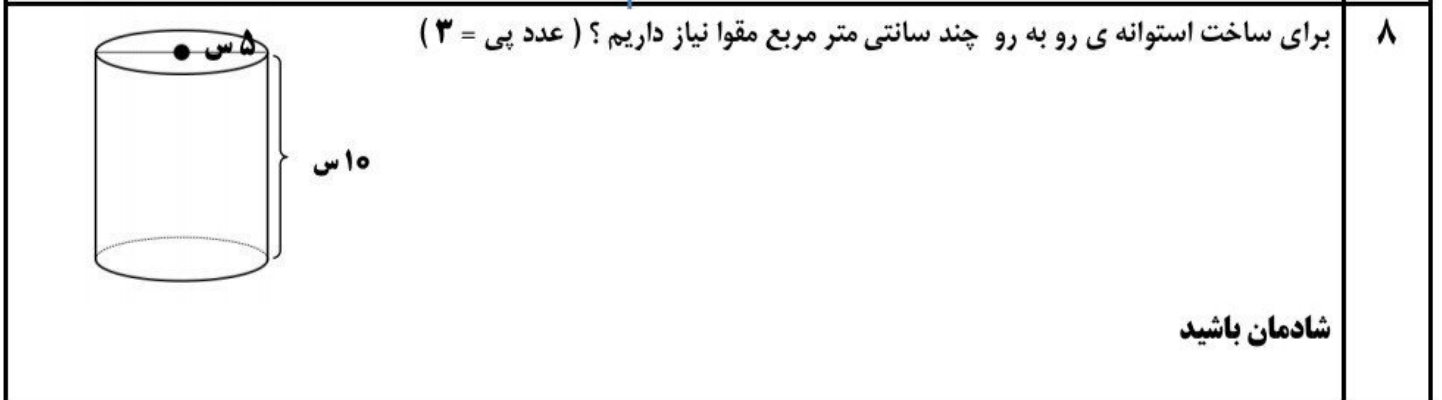 ۸
برای ساخت استوانه ی رو به رو چند سانتی متر مربع مقوا نیاز داریم ؟ ( عدد پی = ۳ )
۵ س
۱۰ س
شادمان باشید